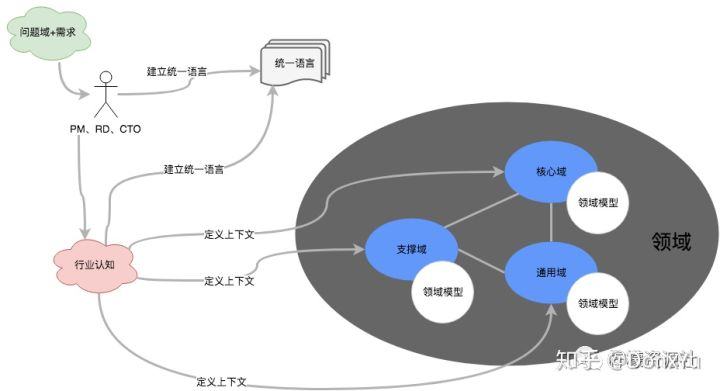 问题域+需求
统一语言
建立统一语言
PM、RD、CTO
建立统一语言
核心域
领域模型
定义上下文
领域
支撑域
行业认知
定义上下文
通用域
领域模型
领域模型
知乎
定义上下文